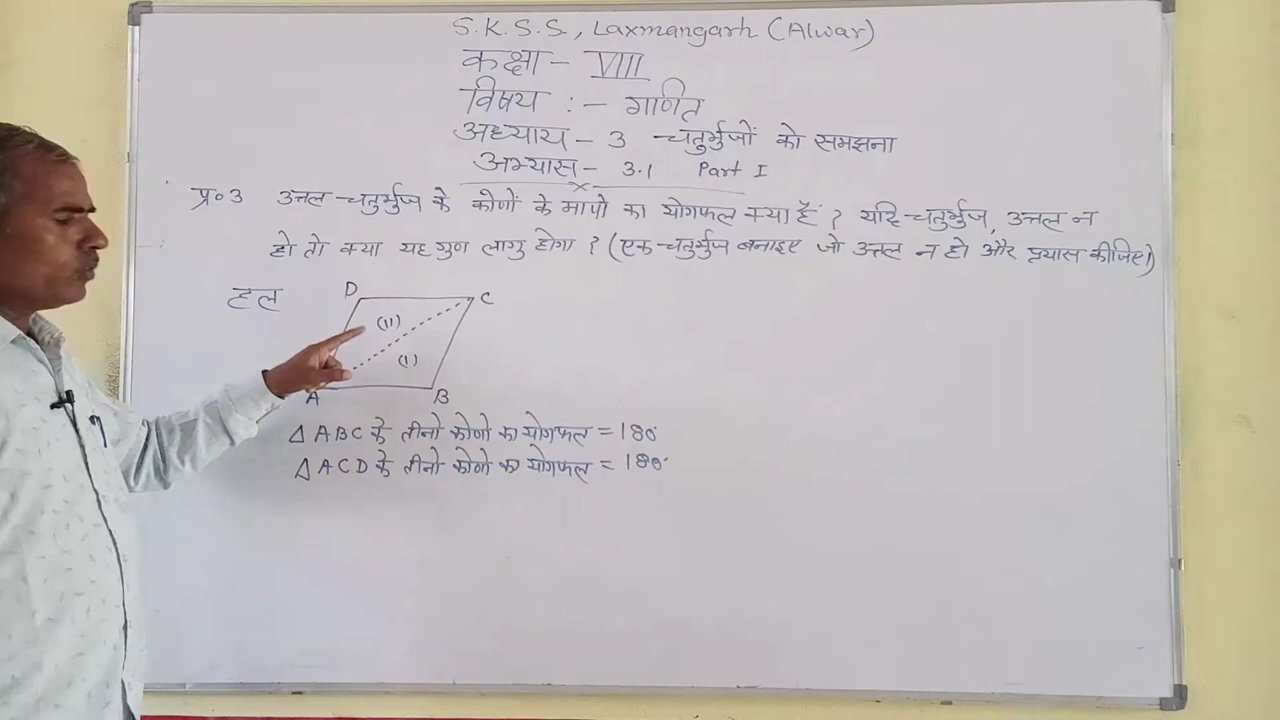 S.K.S.S., Laxmangarh (Alwar)
कक्षा - VIII
विषय :- गणित
अध्याय - 3 चतुर्भुजों को समझना
अभ्यास - 3.1 Part I
प्र०3 उत्तल चतुर्भुज के कोणों के मापो का योगफल क्या हैं ? यदि चतुर्भुज, उत्तल न
हो तो क्या यह गुण लागु होगा ? (एक चतुर्भुज बनाइए जो उत्तल न हो और प्रयास कीजिए।)
हल
D C
(II)
(I)
A B
△ ABC के तीनो कोणो का योगफल = 180°
△ ACD के तीनो कोणो का योगफल = 180°